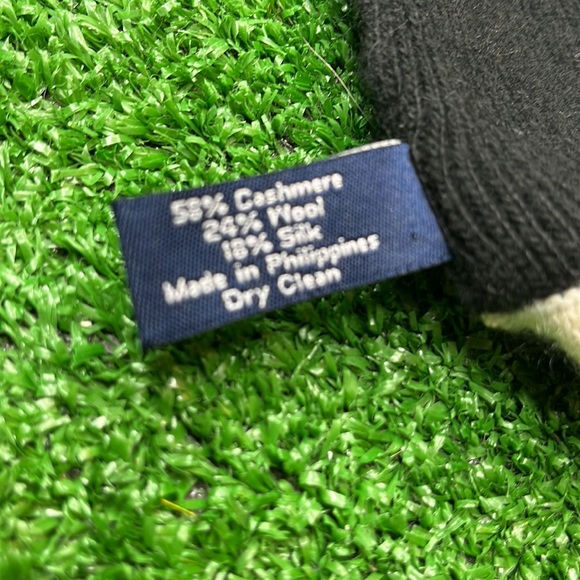 58% Cashmere
24% Wool
18% Silk
Made in Philippines
Dry Clean